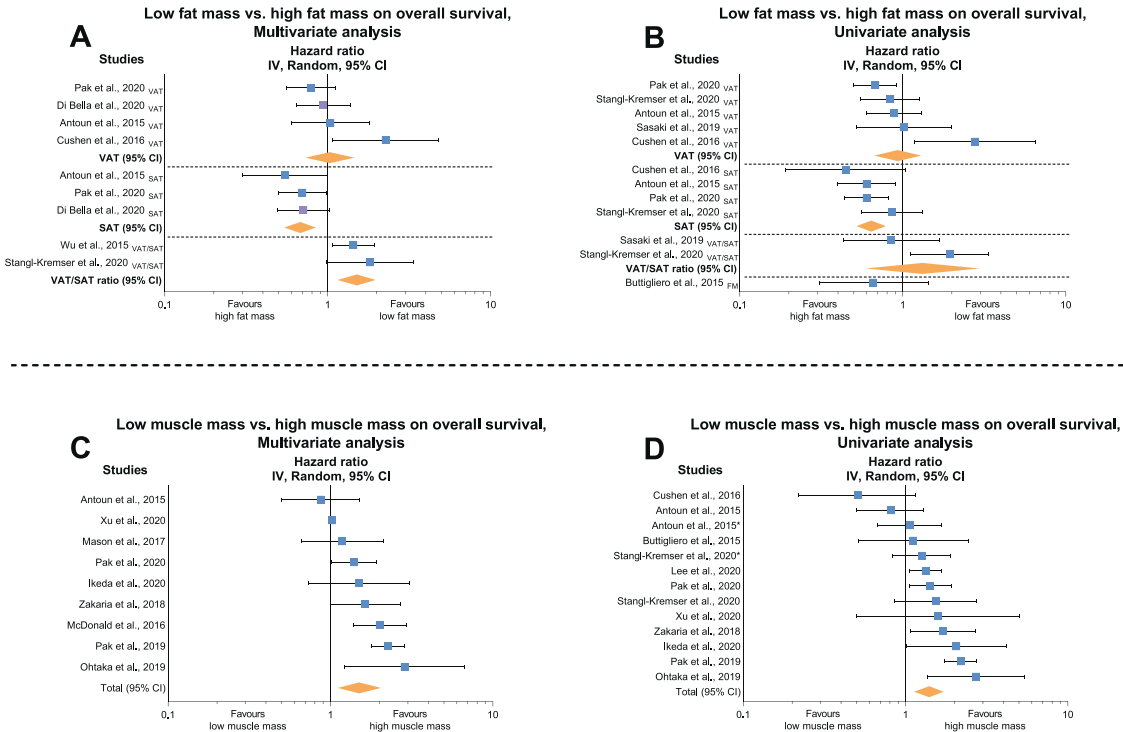 A
Low fat mass vs. high fat mass on overall survival,
Multivariate analysis
Studies
Hazard ratio
IV, Random, 95% CI
Pak et al., 2020 VAT
Di Bella et al., 2020 VAT
Antoun et al., 2015 VAT
Cushen et al., 2016 VAT
VAT (95% CI)
Antoun et al., 2015 SAT
Pak et al., 2020 SAT
Di Bella et al., 2020 SAT
SAT (95% CI)
Wu et al., 2015 VAT/SAT
Stangl-Kremser et al., 2020 VAT/SAT
VAT/SAT ratio (95% CI)
0.1 1 10
Favours
high fat mass
Favours
low fat mass
B
Low fat mass vs. high fat mass on overall survival,
Univariate analysis
Studies
Hazard ratio
IV, Random, 95% CI
Pak et al., 2020 VAT
Stangl-Kremser et al., 2020 VAT
Antoun et al., 2015 VAT
Sasaki et al., 2019 VAT
Cushen et al., 2016 VAT
VAT (95% CI)
Cushen et al., 2016 SAT
Antoun et al., 2015 SAT
Pak et al., 2020 SAT
Stangl-Kremser et al., 2020 SAT
SAT (95% CI)
Sasaki et al., 2019 VAT/SAT
Stangl-Kremser et al., 2020 VAT/SAT
VAT/SAT ratio (95% CI)
Buttigliero et al., 2015 FM
0.1 1 10
Favours
high fat mass
Favours
low fat mass
C
Low muscle mass vs. high muscle mass on overall survival,
Multivariate analysis
Studies
Hazard ratio
IV, Random, 95% CI
Antoun et al., 2015
Xu et al., 2020
Mason et al., 2017
Pak et al., 2020
Ikeda et al., 2020
Zakaria et al., 2018
McDonald et al., 2016
Pak et al., 2019
Ohtaka et al., 2019
Total (95% CI)
0.1 1 10
Favours
low muscle mass
Favours
high muscle mass
D
Low muscle mass vs. high muscle mass on overall survival,
Univariate analysis
Studies
Hazard ratio
IV, Random, 95% CI
Cushen et al., 2016
Antoun et al., 2015
Antoun et al., 2015*
Buttigliero et al., 2015
Stangl-Kremser et al., 2020*
Lee et al., 2020
Pak et al., 2020
Stangl-Kremser et al., 2020
Xu et al., 2020
Zakaria et al., 2018
Ikeda et al., 2020
Pak et al., 2019
Ohtaka et al., 2019
Total (95% CI)
0.1 1 10
Favours
low muscle mass
Favours
high muscle mass